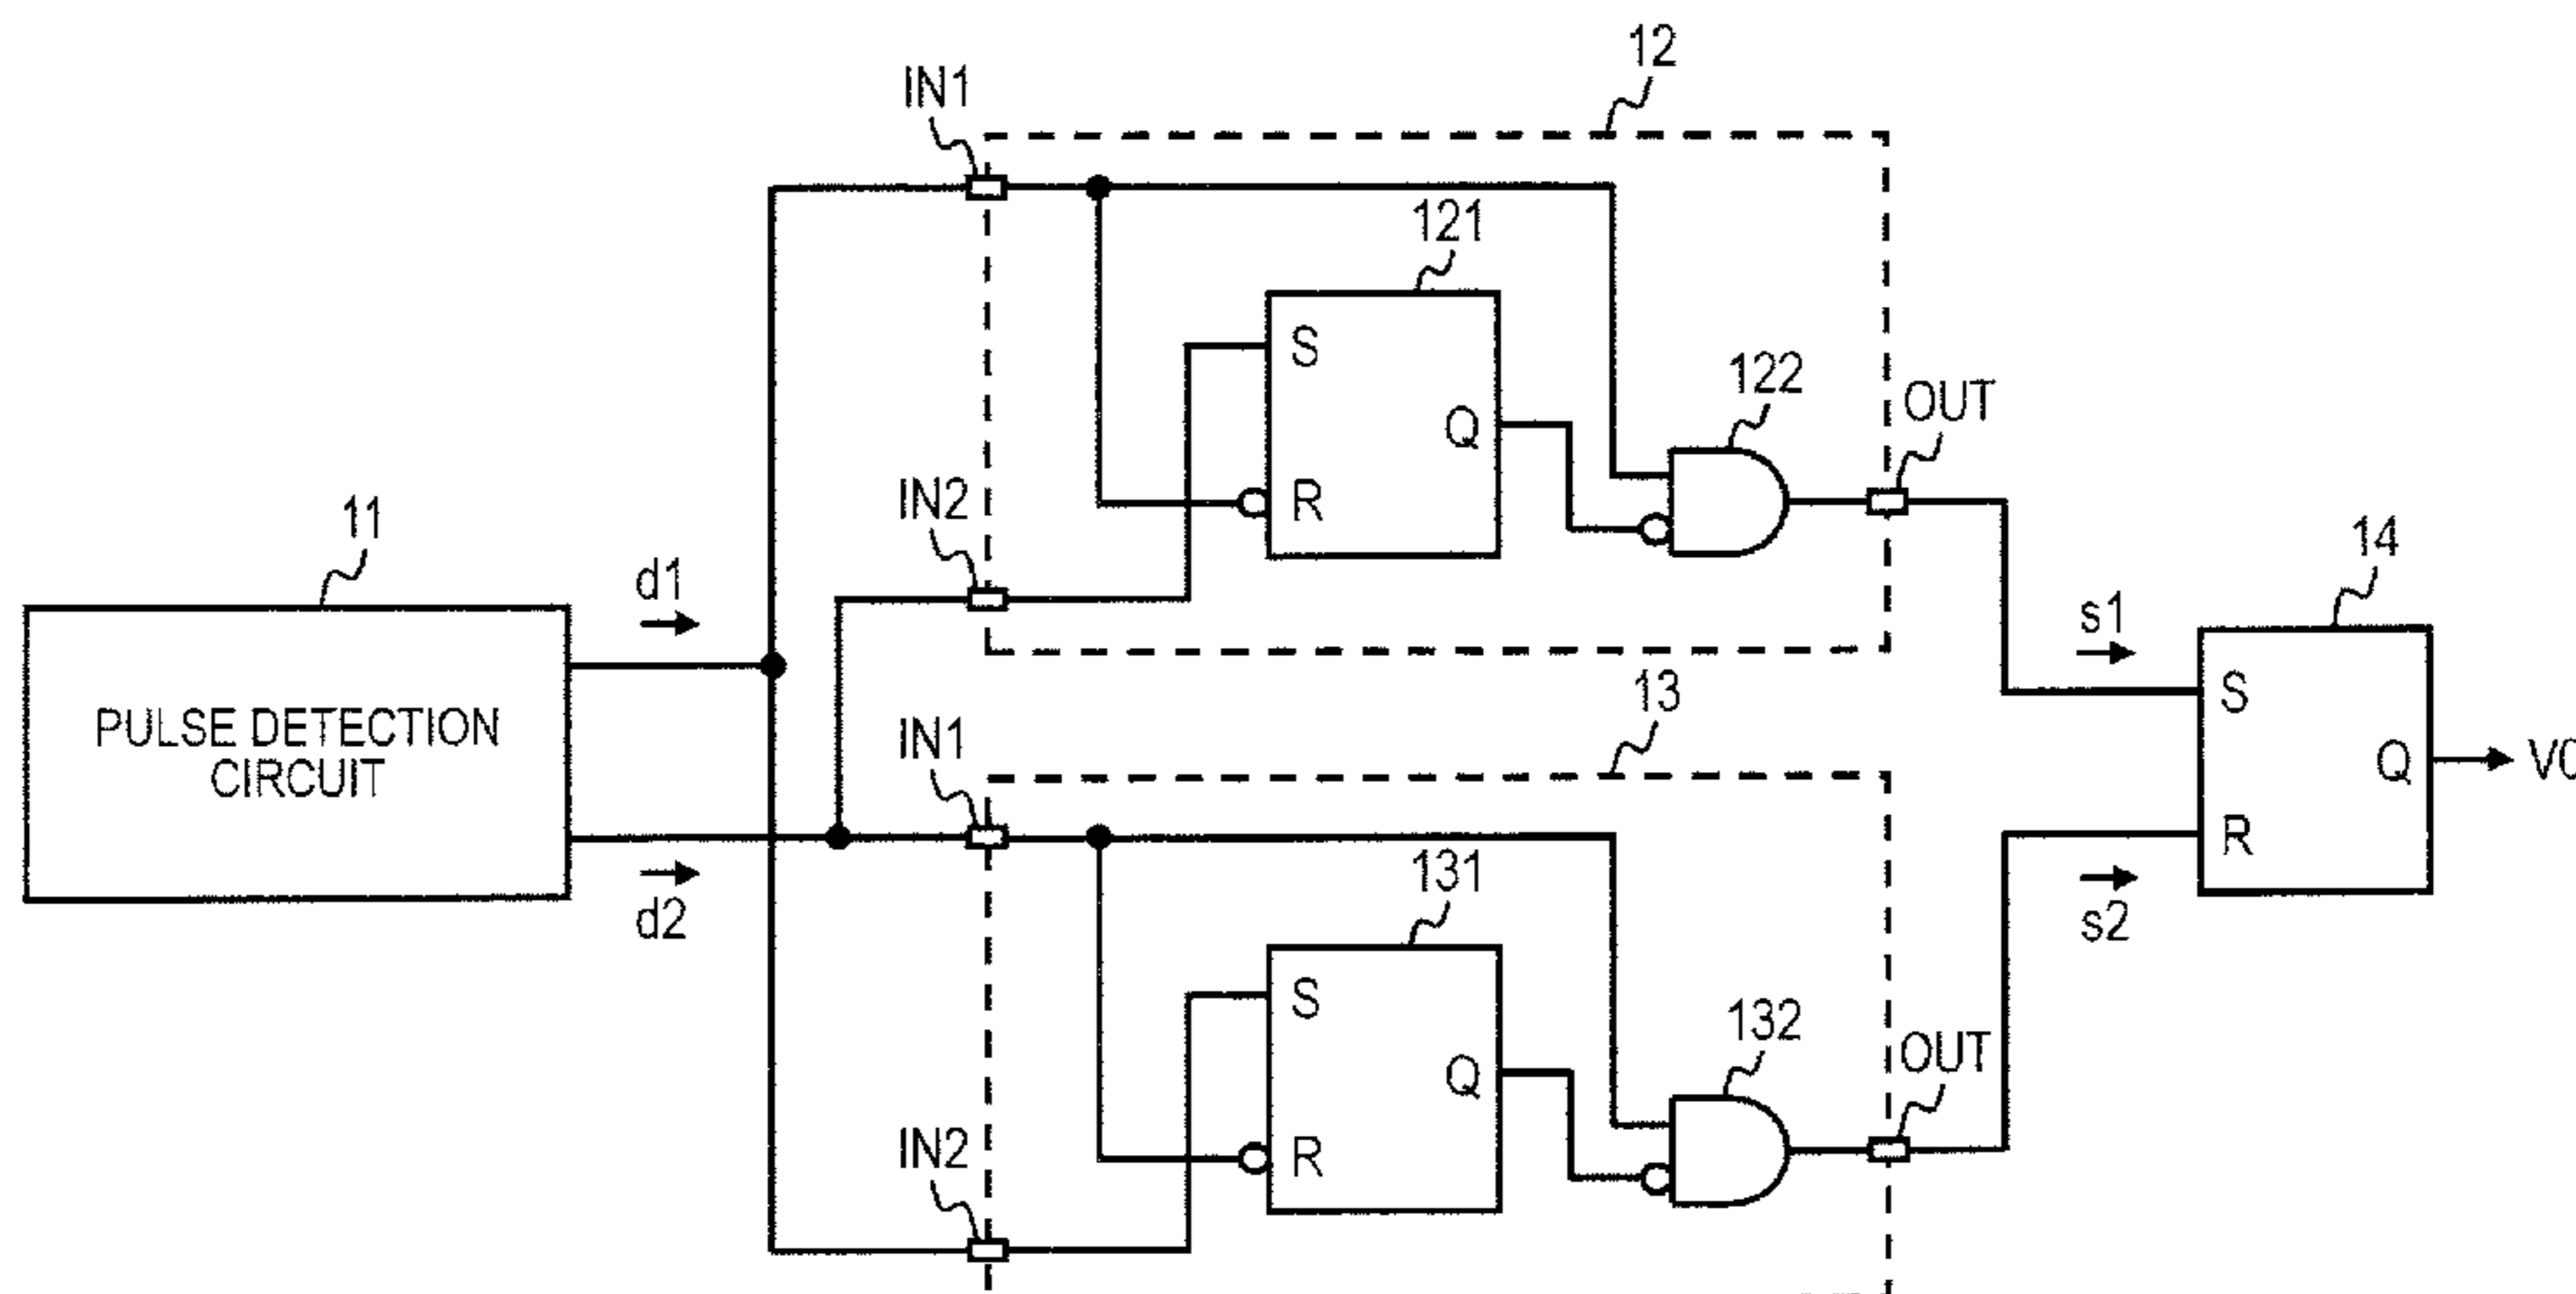 12
IN1
121
S
Q
R
122
OUT
IN2
11
d1
PULSE DETECTION
CIRCUIT
d2
14
s1
S
Q
R
s2
13
IN1
131
S
Q
R
132
OUT
IN2